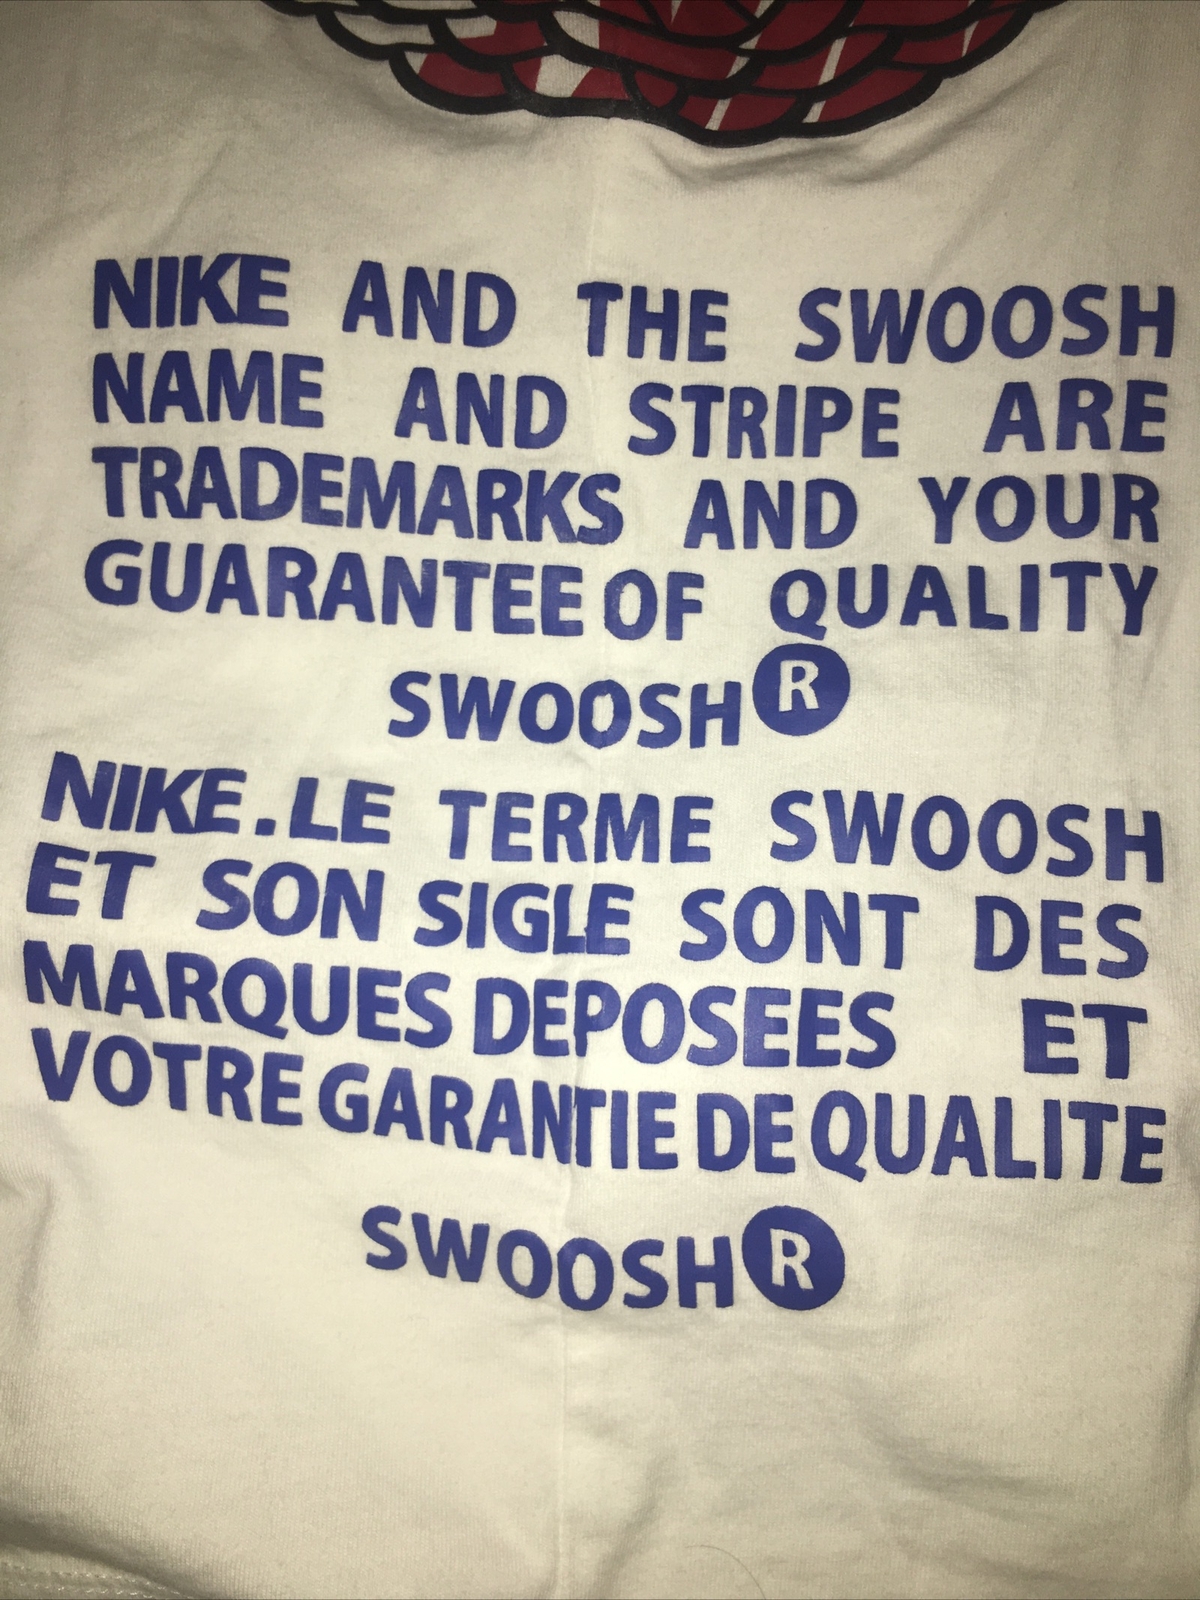 NIKE AND THE SWOOSH
NAME AND STRIPE ARE
TRADEMARKS AND YOUR
GUARANTEE OF QUALITY
SWOOSH®
NIKE.LE TERME SWOOSH
ET SON SIGLE SONT DES
MARQUES DEPOSEES ET
VOTRE GARANTIE DE QUALITE
SWOOSH®